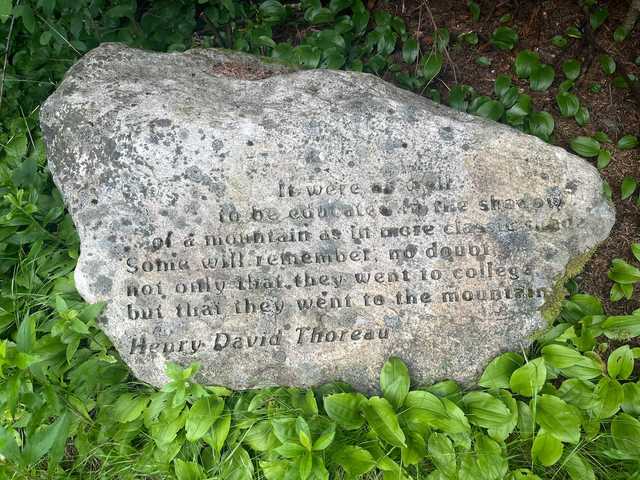 It were as well
to be educated in the shadow
of a mountain as in more classic shade.
Some will remember, no doubt,
not only that they went to college,
but that they went to the mountain.
Henry David Thoreau